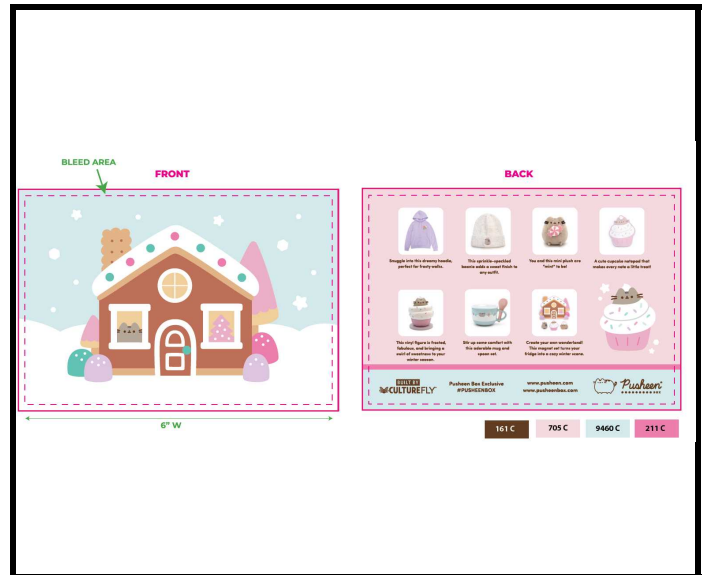 BLEED AREA
FRONT
BACK
Snuggle into this dreamy hoodie,
perfect for frosty walks.
This sprinkle-speckled
beanie adds a sweet finish to
any outfit.
You and this mini plush are
"mint" to be!
A cute cupcake notepad that
makes every note a little treat!
This vinyl figure is frosted,
fabulous, and bringing a
swirl of sweetness to your
winter season.
Stir up some comfort with
this adorable mug and
spoon set.
Create your own wonderland!
This magnet set turns your
fridge into a cozy winter scene.
BUILT BY
CULTUREFLY
Pusheen Box Exclusive
#PUSHEENBOX
www.pusheen.com
www.pusheenbox.com
Pusheen
6" W
161 C
705 C
9460 C
211 C